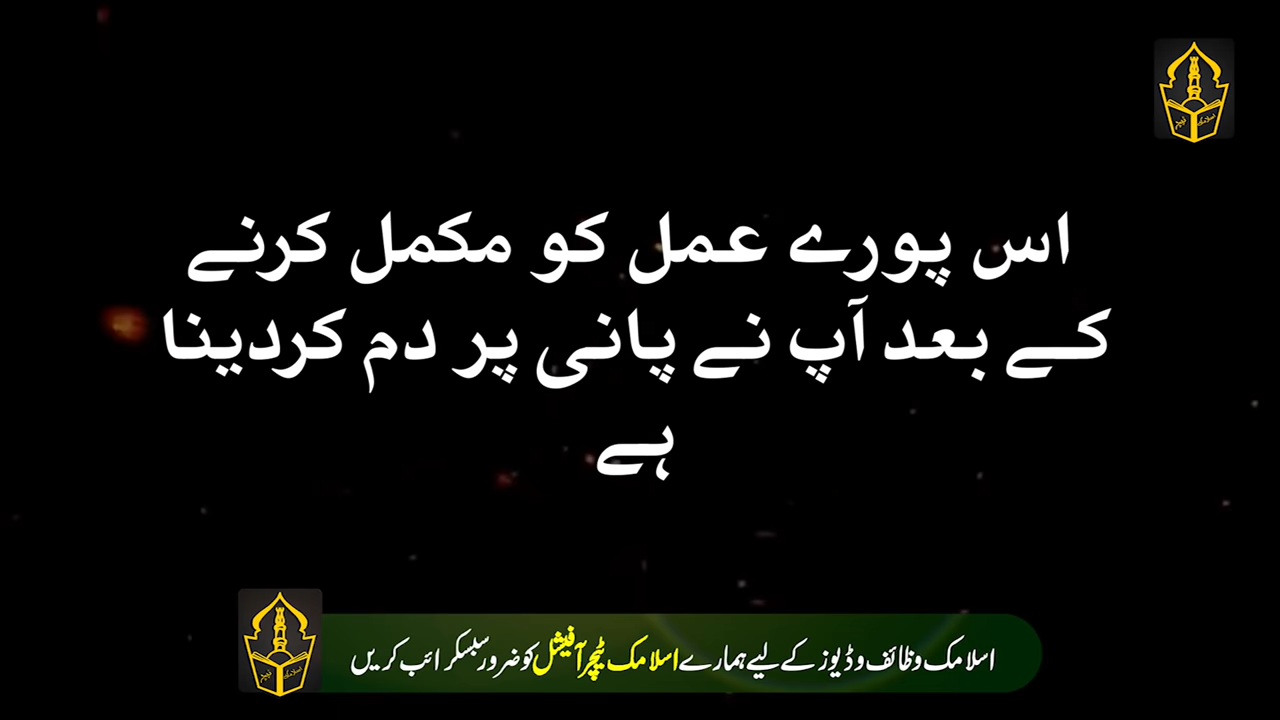 اس پورے عمل کو مکمل کرنے
کے بعد آپ نے پانی پر دم کردینا
ہے
اسلامک وظائف وڈیوز کے لیے ہمارے اسلامک ٹیچر آفیشل کو ضرور سبسکرائب کریں